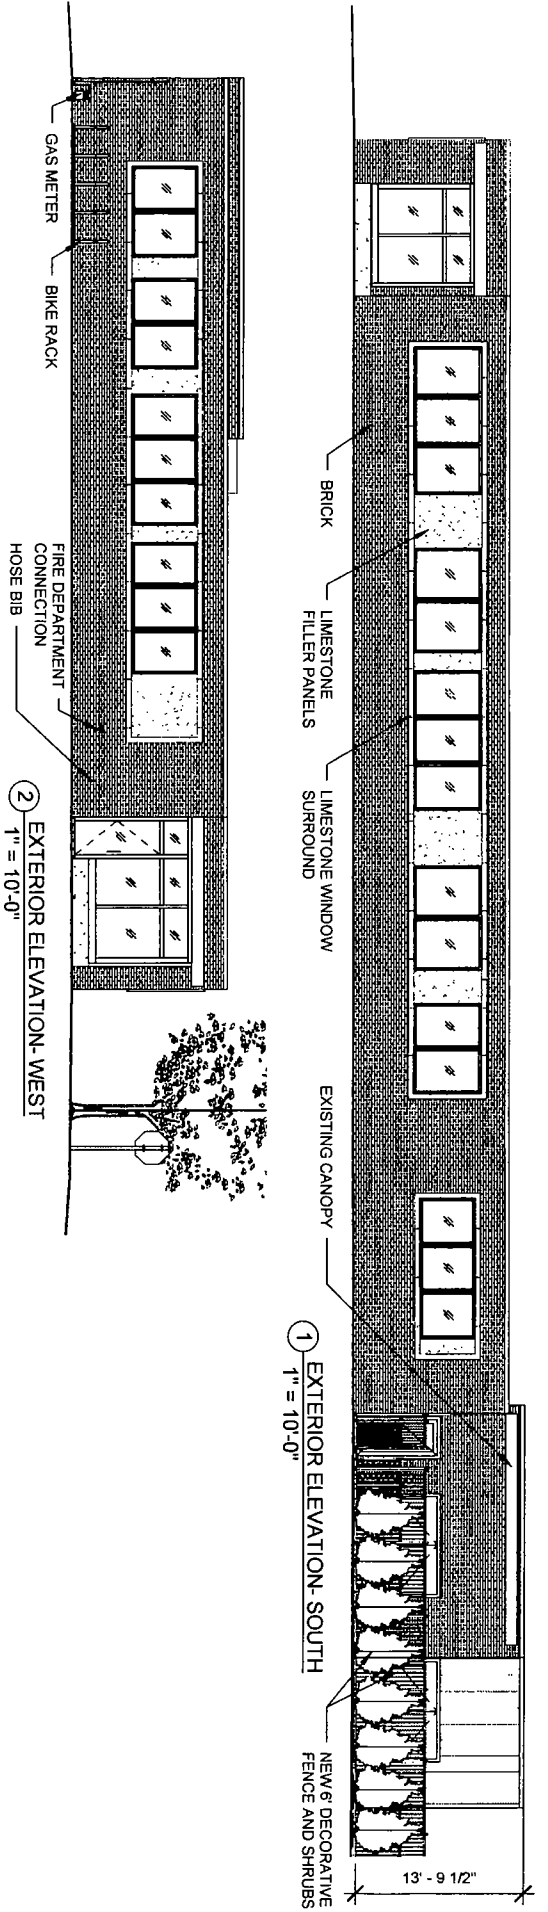 BRICK
LIMESTONE
FILLER PANELS
LIMESTONE WINDOW
SURROUND
EXISTING CANOPY
NEW 6' DECORATIVE
FENCE AND SHRUBS
13' - 9 1/2"
1 EXTERIOR ELEVATION- SOUTH
1" = 10'-0"
GAS METER
BIKE RACK
FIRE DEPARTMENT
CONNECTION
HOSE BIB
2 EXTERIOR ELEVATION- WEST
1" = 10'-0"